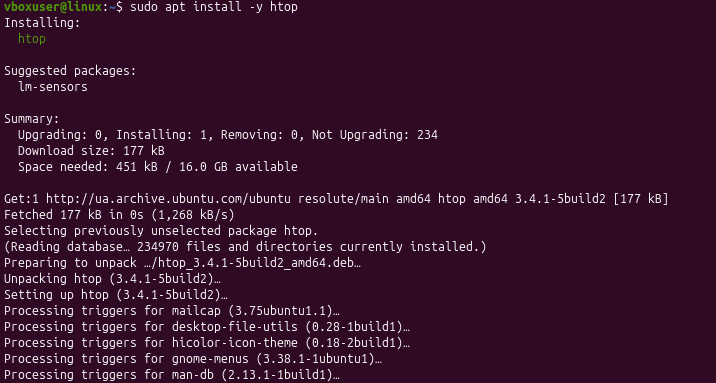 vboxuser@linux:~$ sudo apt install -y htop
Installing:
  htop

Suggested packages:
  lm-sensors

Summary:
  Upgrading: 0, Installing: 1, Removing: 0, Not Upgrading: 234
  Download size: 177 kB
  Space needed: 451 kB / 16.0 GB available

Get:1 http://ua.archive.ubuntu.com/ubuntu resolute/main amd64 htop amd64 3.4.1-5build2 [177 kB]
Fetched 177 kB in 0s (1,268 kB/s)
Selecting previously unselected package htop.
(Reading database… 234970 files and directories currently installed.)
Preparing to unpack …/htop_3.4.1-5build2_amd64.deb…
Unpacking htop (3.4.1-5build2)…
Setting up htop (3.4.1-5build2)…
Processing triggers for mailcap (3.75ubuntu1.1)…
Processing triggers for desktop-file-utils (0.28-1build1)…
Processing triggers for hicolor-icon-theme (0.18-2build1)…
Processing triggers for gnome-menus (3.38.1-1ubuntu1)…
Processing triggers for man-db (2.13.1-1build1)…